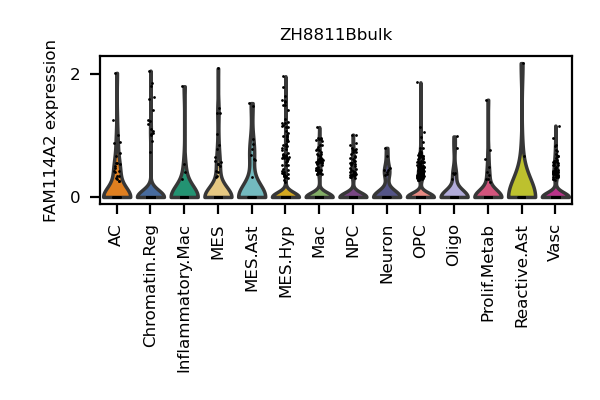 ZH8811Bbulk
FAM114A2 expression
2
0
AC
Chromatin.Reg
Inflammatory.Mac
MES
MES.Ast
MES.Hyp
Mac
NPC
Neuron
OPC
Oligo
Prolif.Metab
Reactive.Ast
Vasc